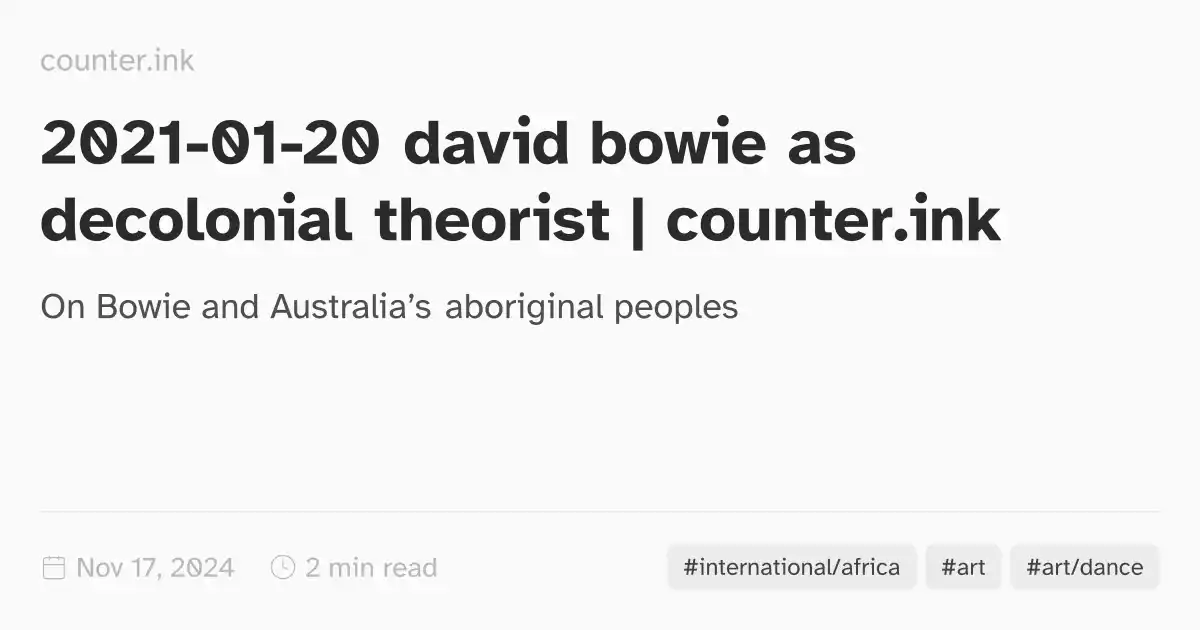 counter.ink
2021-01-20 david bowie as
decolonial theorist | counter.ink
On Bowie and Australia’s aboriginal peoples
Nov 17, 2024
2 min read
#international/africa
#art
#art/dance